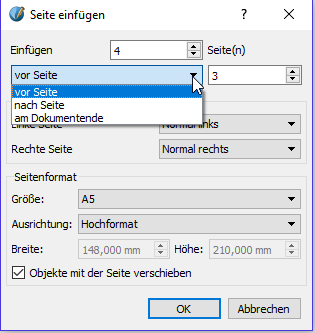 Seite einfügen
Einfügen 4 Seite(n)
vor Seite 3
vor Seite
nach Seite
am Dokumentende
Linke Seite Normal links
Rechte Seite Normal rechts
Seitenformat
Größe: A5
Ausrichtung: Hochformat
Breite: 148,000 mm Höhe: 210,000 mm
Objekte mit der Seite verschieben
OK Abbrechen